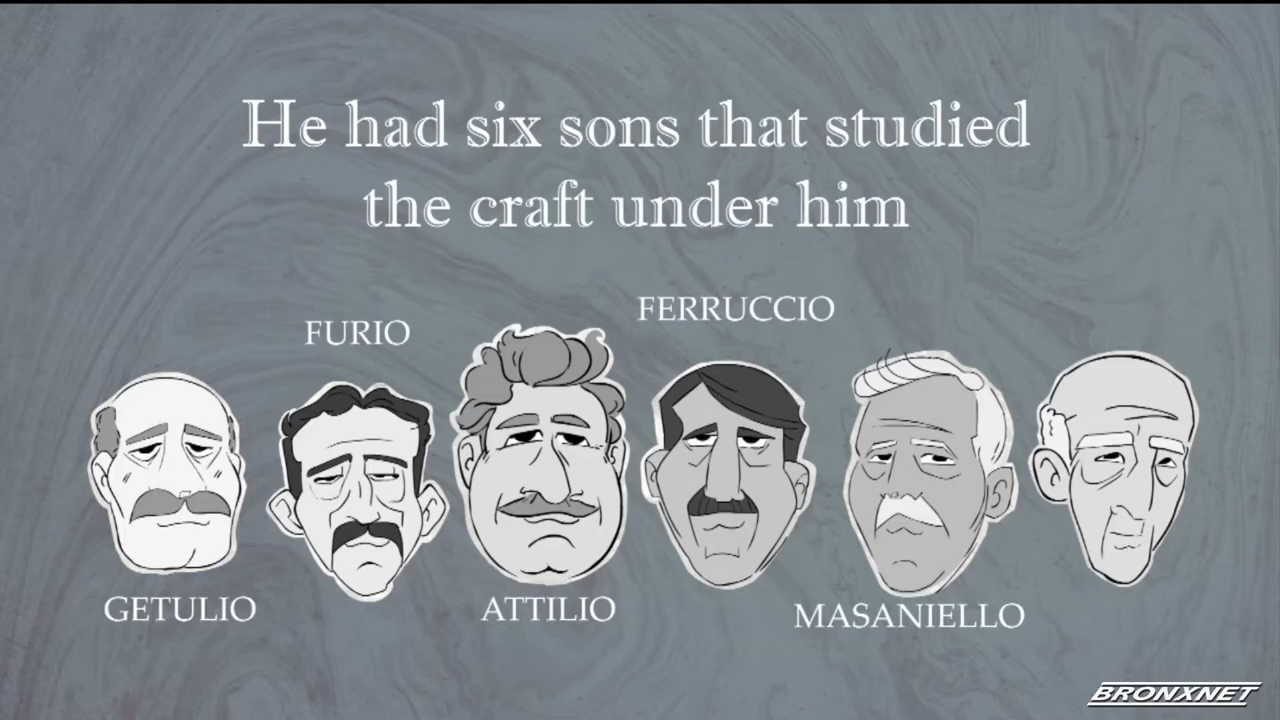 He had six sons that studied
the craft under him
FERRUCCIO
FURIO
GETULIO
ATTILIO
MASANIELLO
BRONXNET